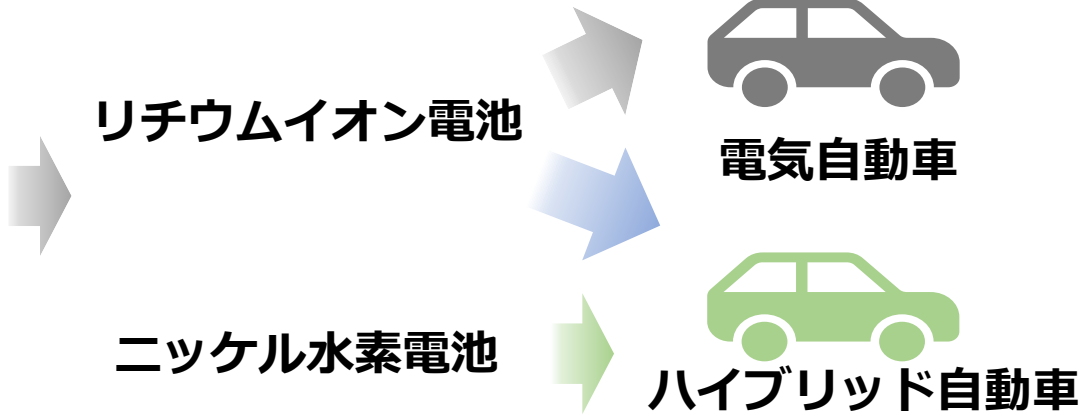 リチウムイオン電池
電気自動車
ニッケル水素電池
ハイブリッド自動車